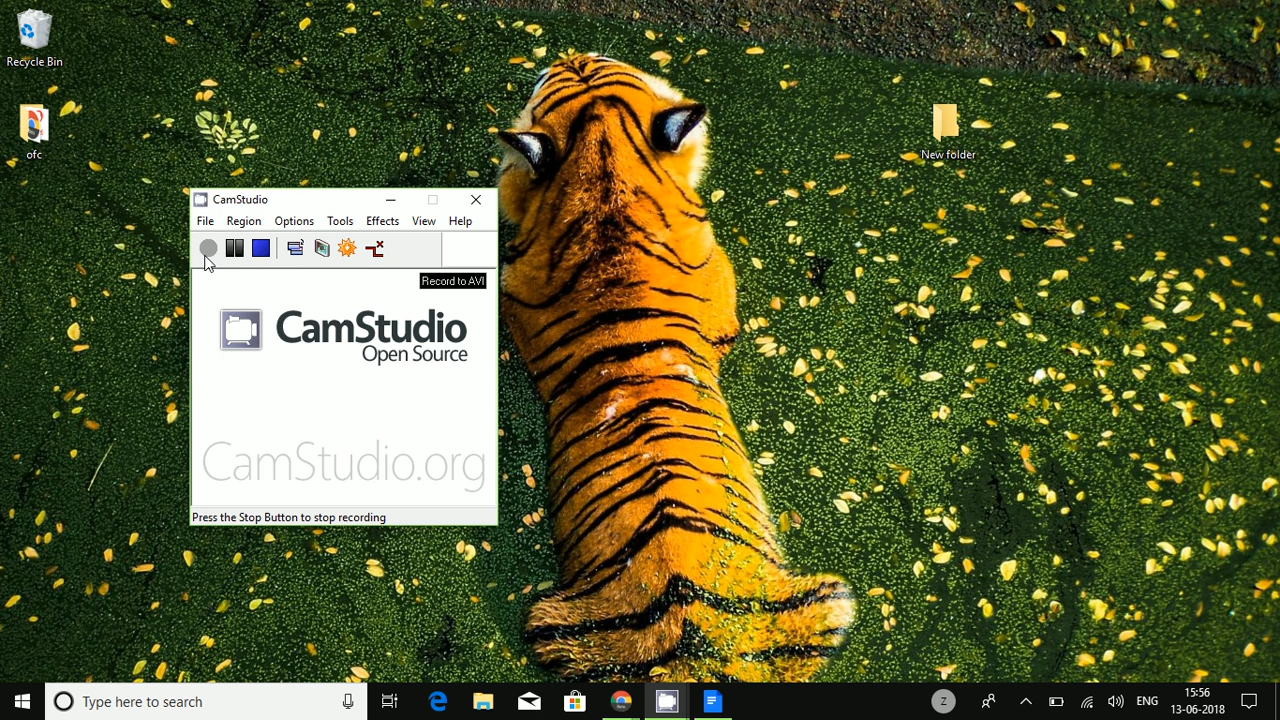 Recycle Bin
ofc
New folder
CamStudio
File Region Options Tools Effects View Help
Record to AVI
CamStudio
Open Source
CamStudio.org
Press the Stop Button to stop recording
Type here to search
Z
ENG
15:56
13-06-2018